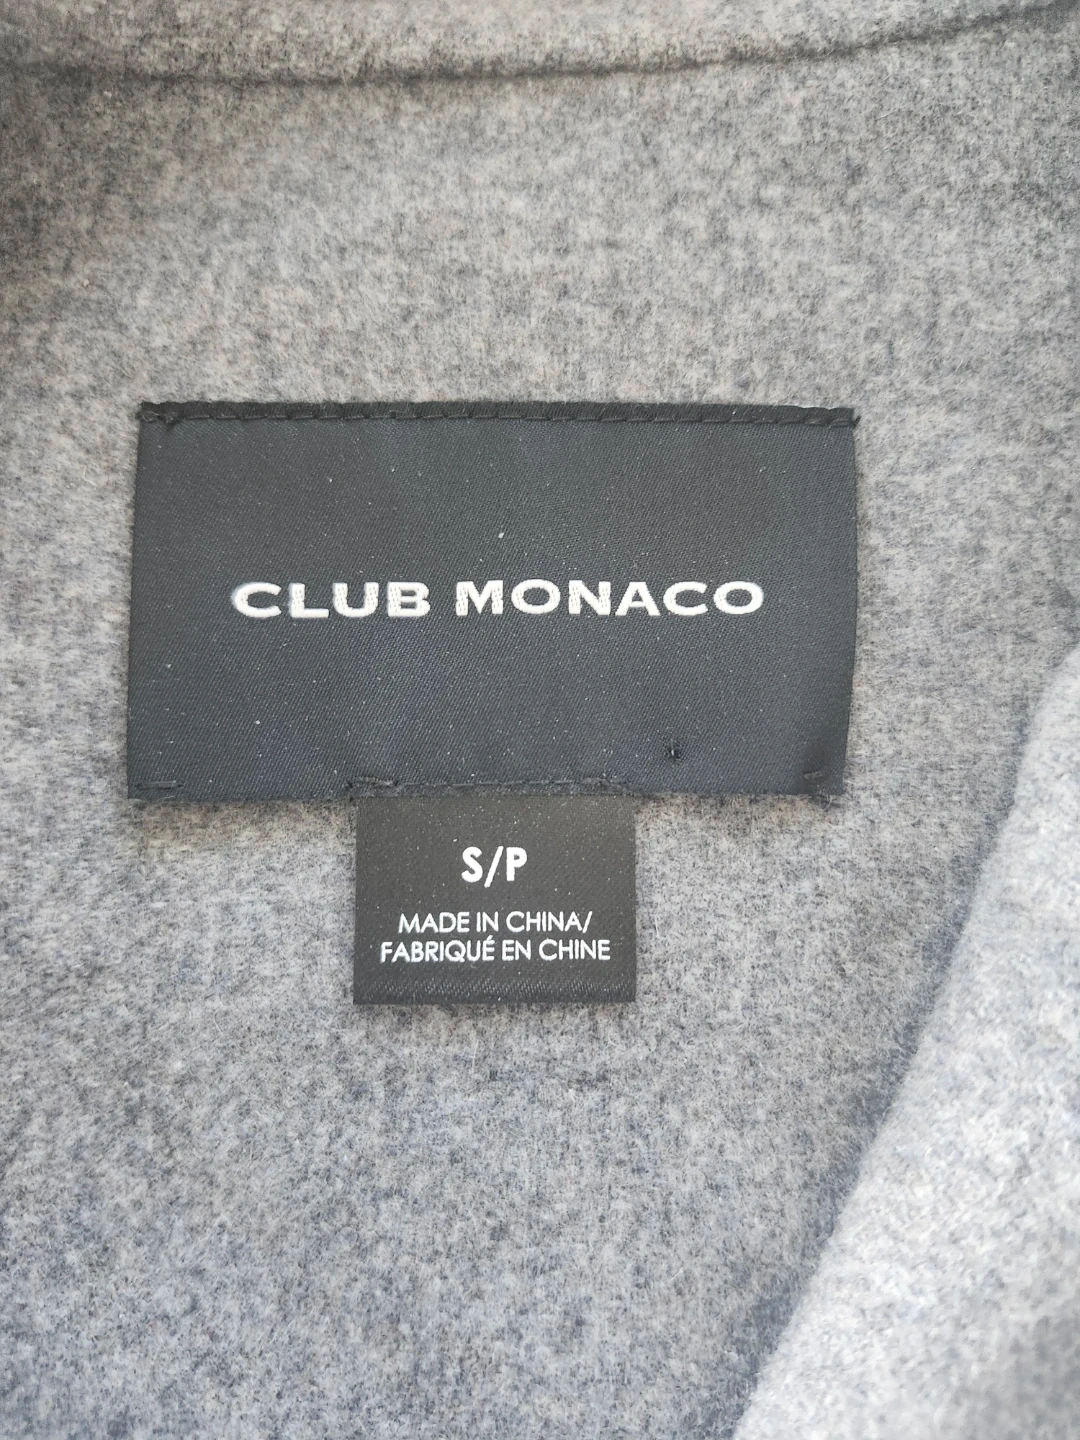 CLUB MONACO
S/P
MADE IN CHINA/
FABRIQUÉ EN CHINE